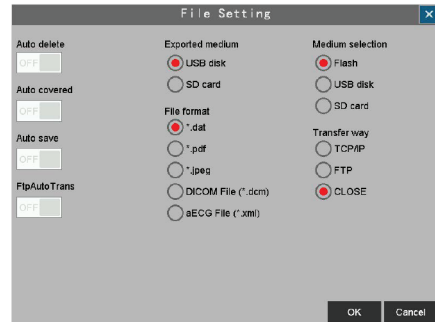 File Setting
Auto delete
OFF
Auto covered
OFF
Auto save
OFF
FtpAutoTrans
OFF
Exported medium
USB disk
SD card
File format
*.dat
*.pdf
*.jpeg
DICOM File (*.dcm)
aECG File (*.xml)
Medium selection
Flash
USB disk
SD card
Transfer way
TCP/IP
FTP
CLOSE
OK
Cancel